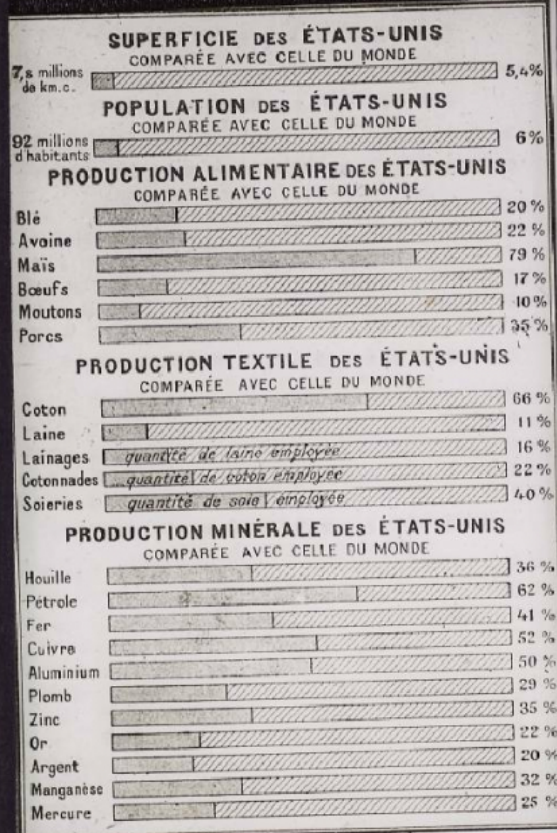 SUPERFICIE DES ÉTATS-UNIS
COMPARÉE AVEC CELLE DU MONDE
7,8 millions de km.c. 5,4%
POPULATION DES ÉTATS-UNIS
COMPARÉE AVEC CELLE DU MONDE
92 millions d'habitants 6%
PRODUCTION ALIMENTAIRE DES ÉTATS-UNIS
COMPARÉE AVEC CELLE DU MONDE
Blé 20 %
Avoine 22 %
Maïs 79 %
Bœufs 17 %
Moutons 10 %
Porcs 35 %
PRODUCTION TEXTILE DES ÉTATS-UNIS
COMPARÉE AVEC CELLE DU MONDE
Coton 66 %
Laine 11 %
Lainages quantité de laine employée 16 %
Cotonnades quantité de coton employée 22 %
Soieries quantité de soie employée 40 %
PRODUCTION MINÉRALE DES ÉTATS-UNIS
COMPARÉE AVEC CELLE DU MONDE
Houille 36 %
Pétrole 62 %
Fer 41 %
Cuivre 52 %
Aluminium 50 %
Plomb 29 %
Zinc 35 %
Or 22 %
Argent 20 %
Manganèse 32 %
Mercure 25 %